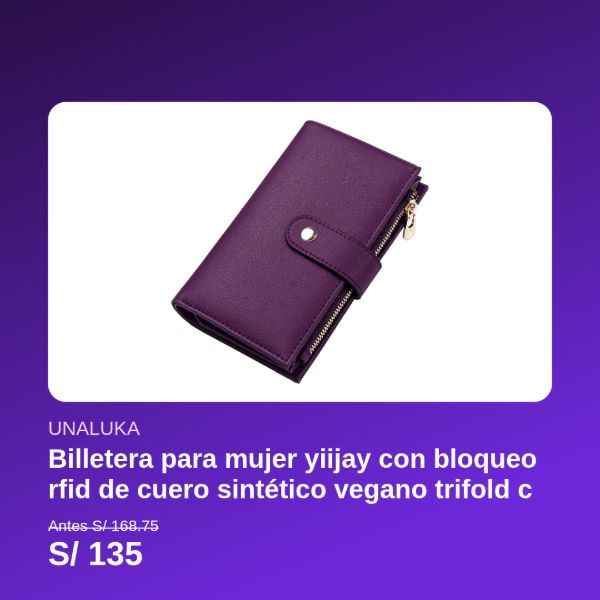 UNALUKA
Billetera para mujer yiijay con bloqueo
rfid de cuero sintético vegano trifold c
Antes S/ 168.75
S/ 135